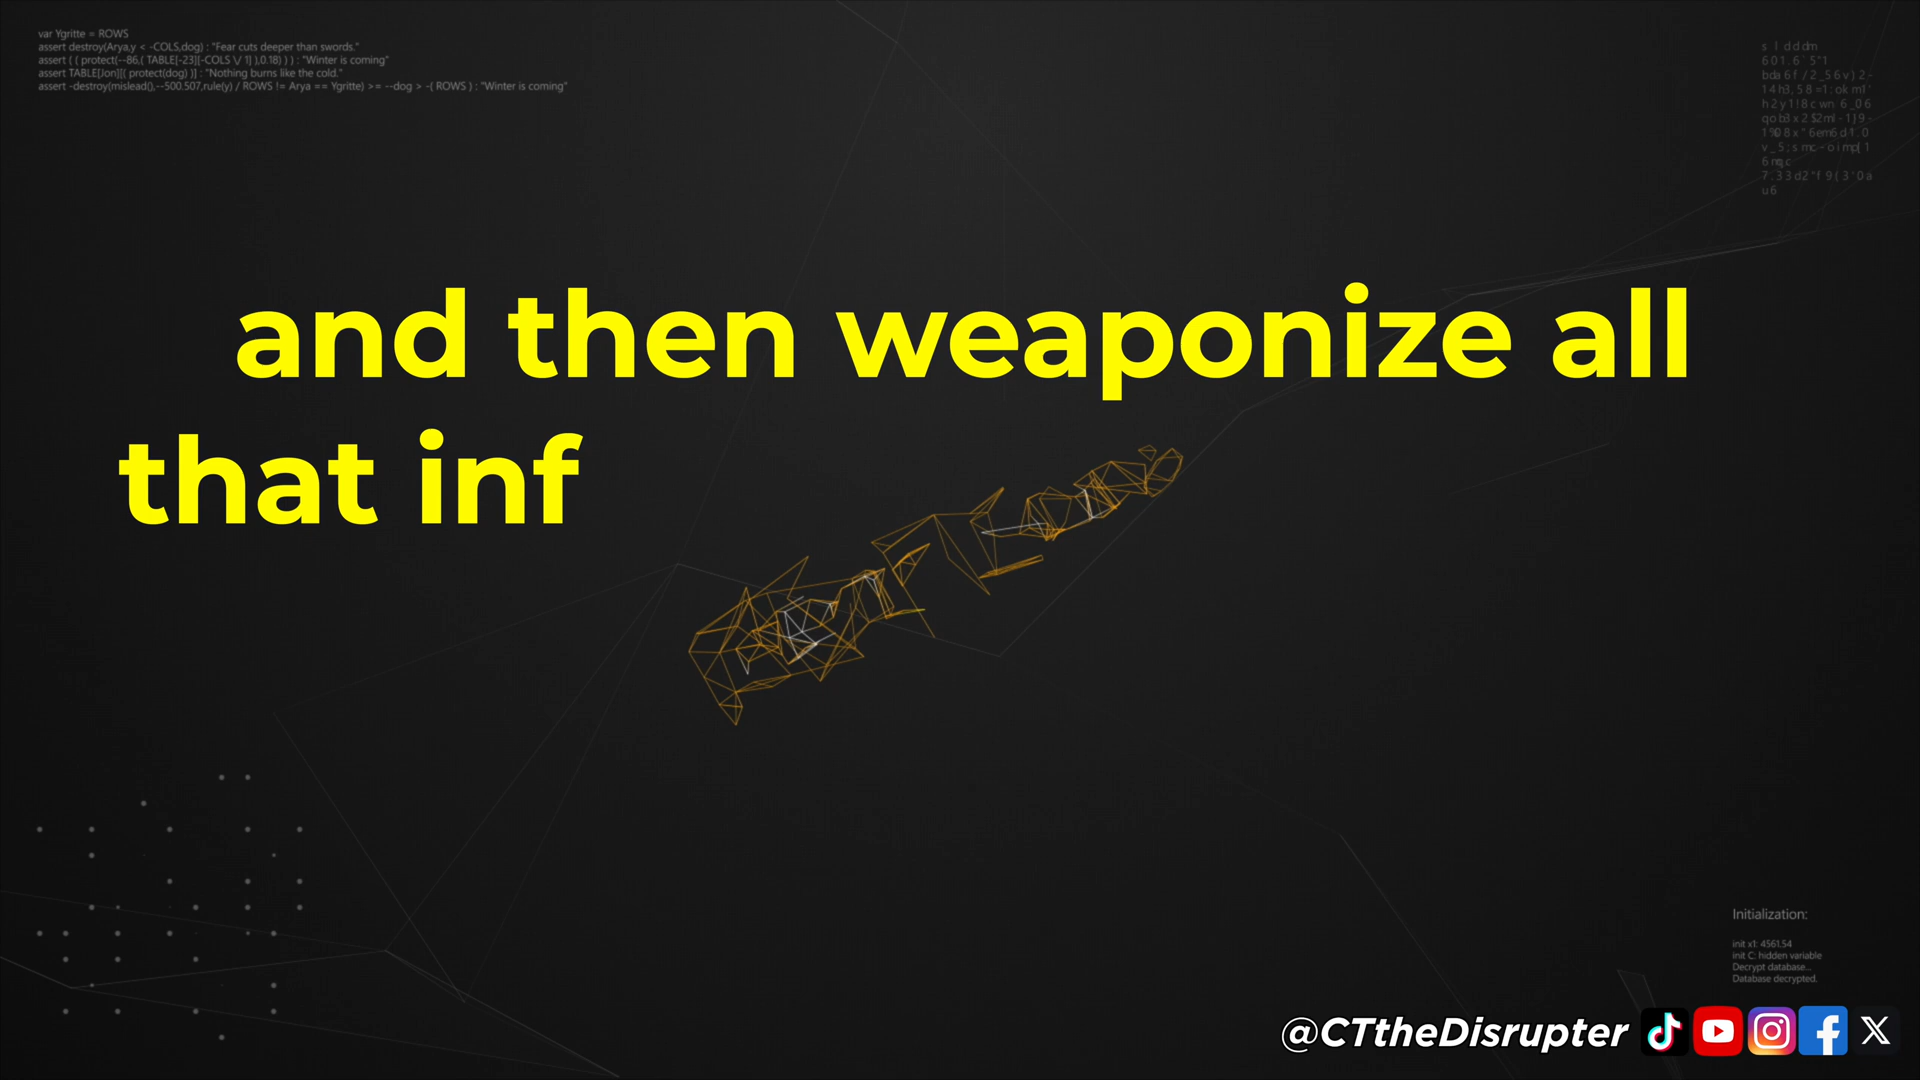 var Ygritte = ROWS
assert destroy(Arya,y < -COLS,dog) : "Fear cuts deeper than swords."
assert ( ( protect(--86,( TABLE[-23][-COLS \/ 1] ),0.18) ) ) : "Winter is coming"
assert TABLE[Jon][( protect(dog) )] : "Nothing burns like the cold."
assert -destroy(mislead(),--500.507,rule(y) / ROWS != Arya == Ygritte) >= --dog > -( ROWS ) : "Winter is coming"
and then weaponize all
that inf
Initialization:
init x1: 4561.54
init C: hidden variable
Decrypt database...
Database decrypted.
@CTtheDisrupter